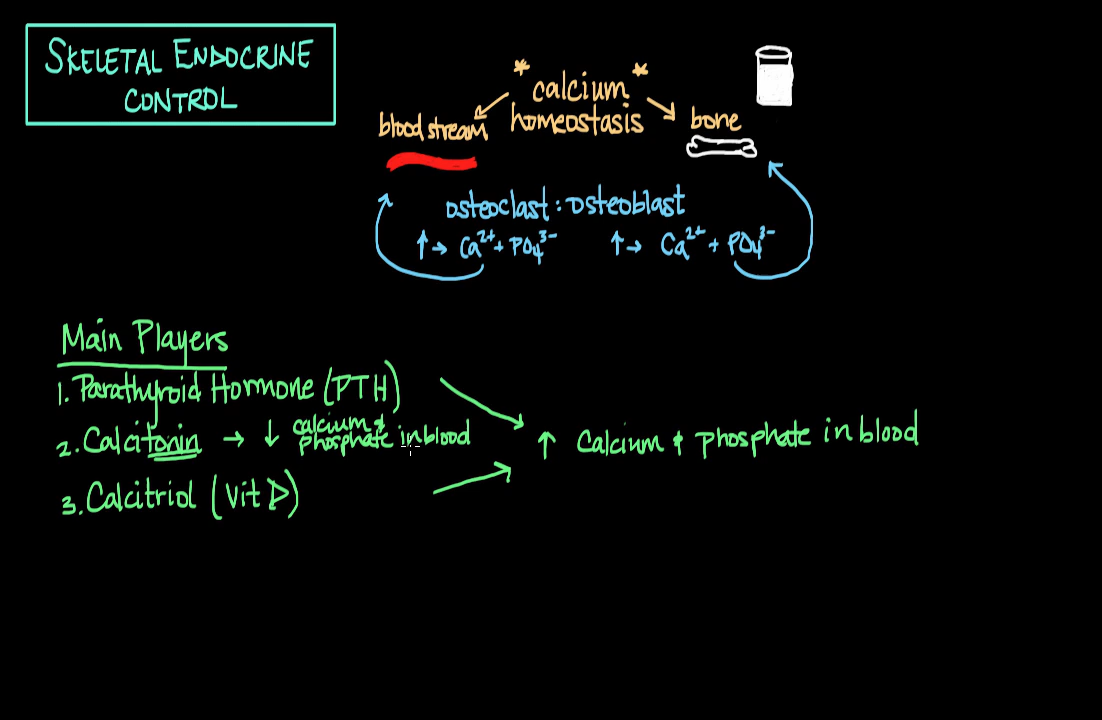 SKELETAL ENDOCRINE
CONTROL
* calcium *
homeostasis
blood stream
bone
osteoclast : osteoblast
↑ → Ca²⁺ + PO₄³⁻ ↑ → Ca²⁺ + PO₄³⁻
Main Players
1. Parathyroid Hormone (PTH)
2. Calcitonin → ↓ calcium & phosphate in blood
↑ Calcium & phosphate in blood
3. Calcitriol (Vit D)